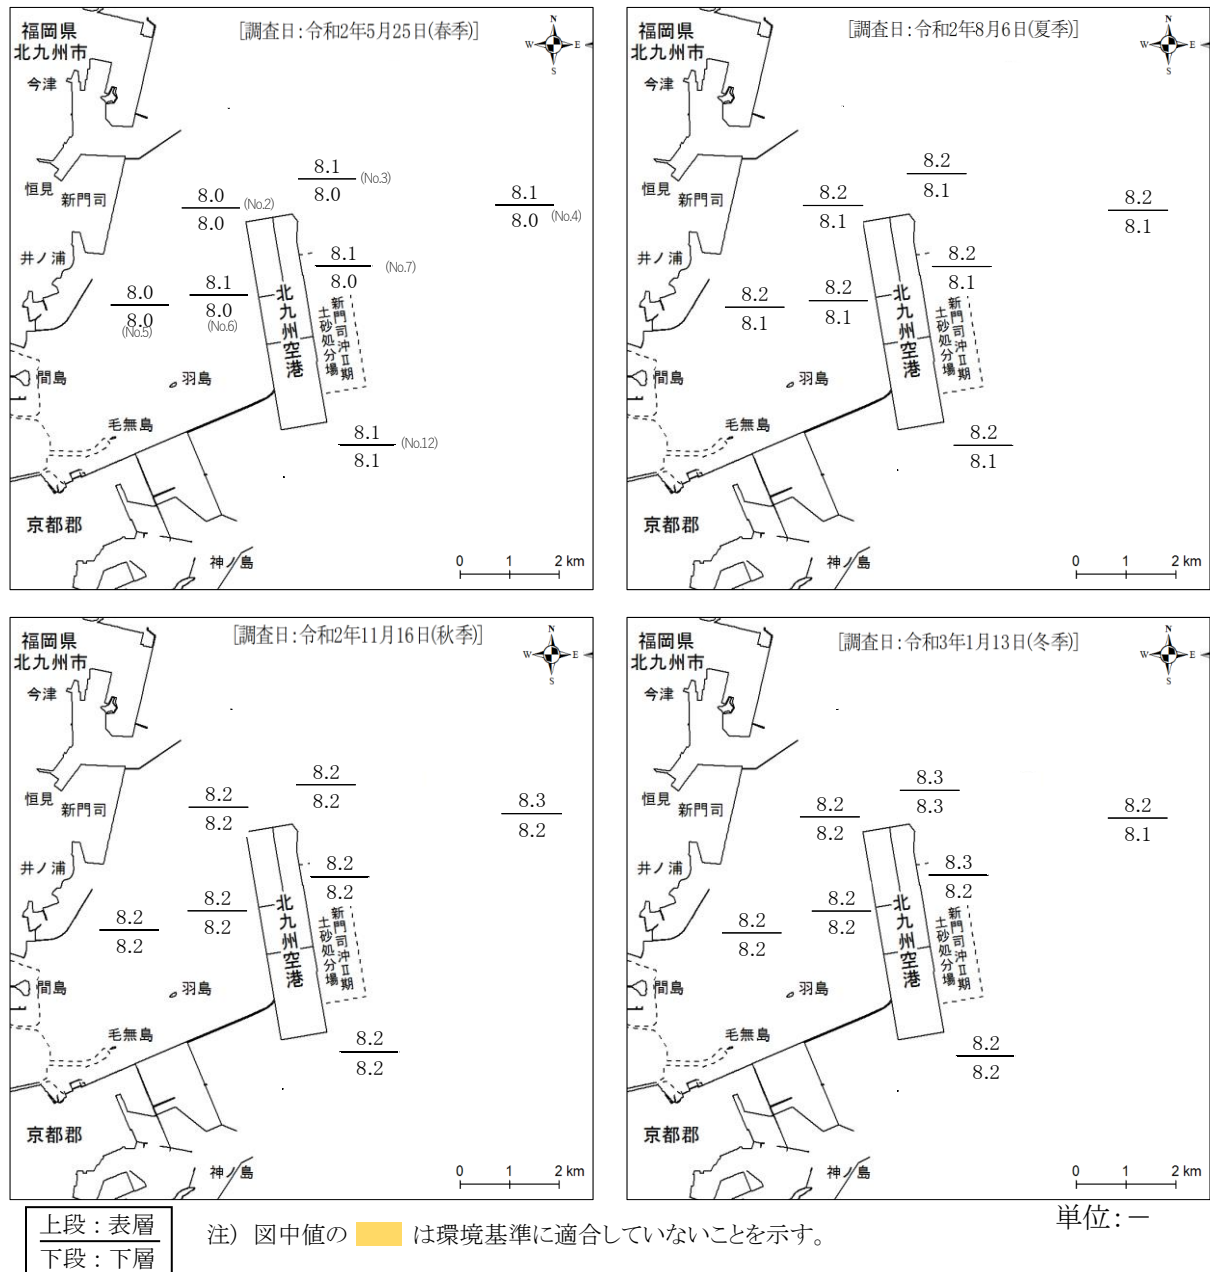 福岡県
北九州市
[調査日:令和2年5月25日(春季)]
N
W E
S
今津
恒見
新門司
井ノ浦
8.1
8.0
(No.3)
8.0
8.0
(No.2)
8.1
8.0
(No.4)
8.1
8.0
(No.7)
8.0
8.0
(No.5)
8.1
8.0
(No.6)
北九州空港
新門司沖Ⅱ期
土砂処分場
間島
羽島
毛無島
8.1
8.1
(No.12)
京都郡
神ノ島
0 1 2 km
福岡県
北九州市
[調査日:令和2年8月6日(夏季)]
N
W E
S
今津
恒見
新門司
井ノ浦
8.2
8.1
8.2
8.1
8.2
8.1
8.2
8.1
8.2
8.1
8.2
8.1
北九州空港
新門司沖Ⅱ期
土砂処分場
間島
羽島
毛無島
8.2
8.1
京都郡
神ノ島
0 1 2 km
福岡県
北九州市
[調査日:令和2年11月16日(秋季)]
N
W E
S
今津
恒見
新門司
井ノ浦
8.2
8.2
8.2
8.2
8.3
8.2
8.2
8.2
8.2
8.2
8.2
8.2
北九州空港
新門司沖Ⅱ期
土砂処分場
間島
羽島
毛無島
8.2
8.2
京都郡
神ノ島
0 1 2 km
福岡県
北九州市
[調査日:令和3年1月13日(冬季)]
N
W E
S
今津
恒見
新門司
井ノ浦
8.3
8.3
8.2
8.2
8.2
8.1
8.3
8.2
8.2
8.2
8.2
8.2
北九州空港
新門司沖Ⅱ期
土砂処分場
間島
羽島
毛無島
8.2
8.2
京都郡
神ノ島
0 1 2 km
上段:表層
下段:下層
注) 図中値の は環境基準に適合していないことを示す。
単位:－